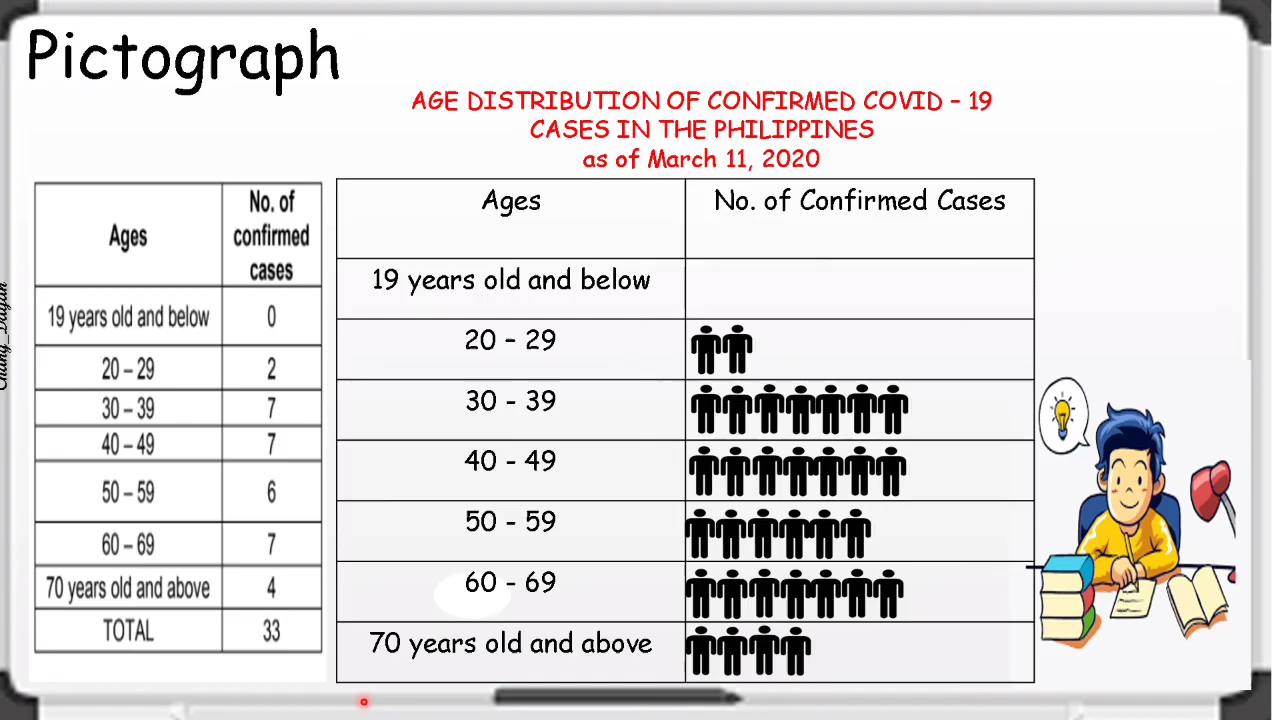 Pictograph
AGE DISTRIBUTION OF CONFIRMED COVID – 19
CASES IN THE PHILIPPINES
as of March 11, 2020
Ages
No. of
confirmed
cases
19 years old and below 0
20 – 29 2
30 – 39 7
40 – 49 7
50 – 59 6
60 – 69 7
70 years old and above 4
TOTAL 33
Ages No. of Confirmed Cases
19 years old and below
20 - 29
30 - 39
40 - 49
50 - 59
60 - 69
70 years old and above